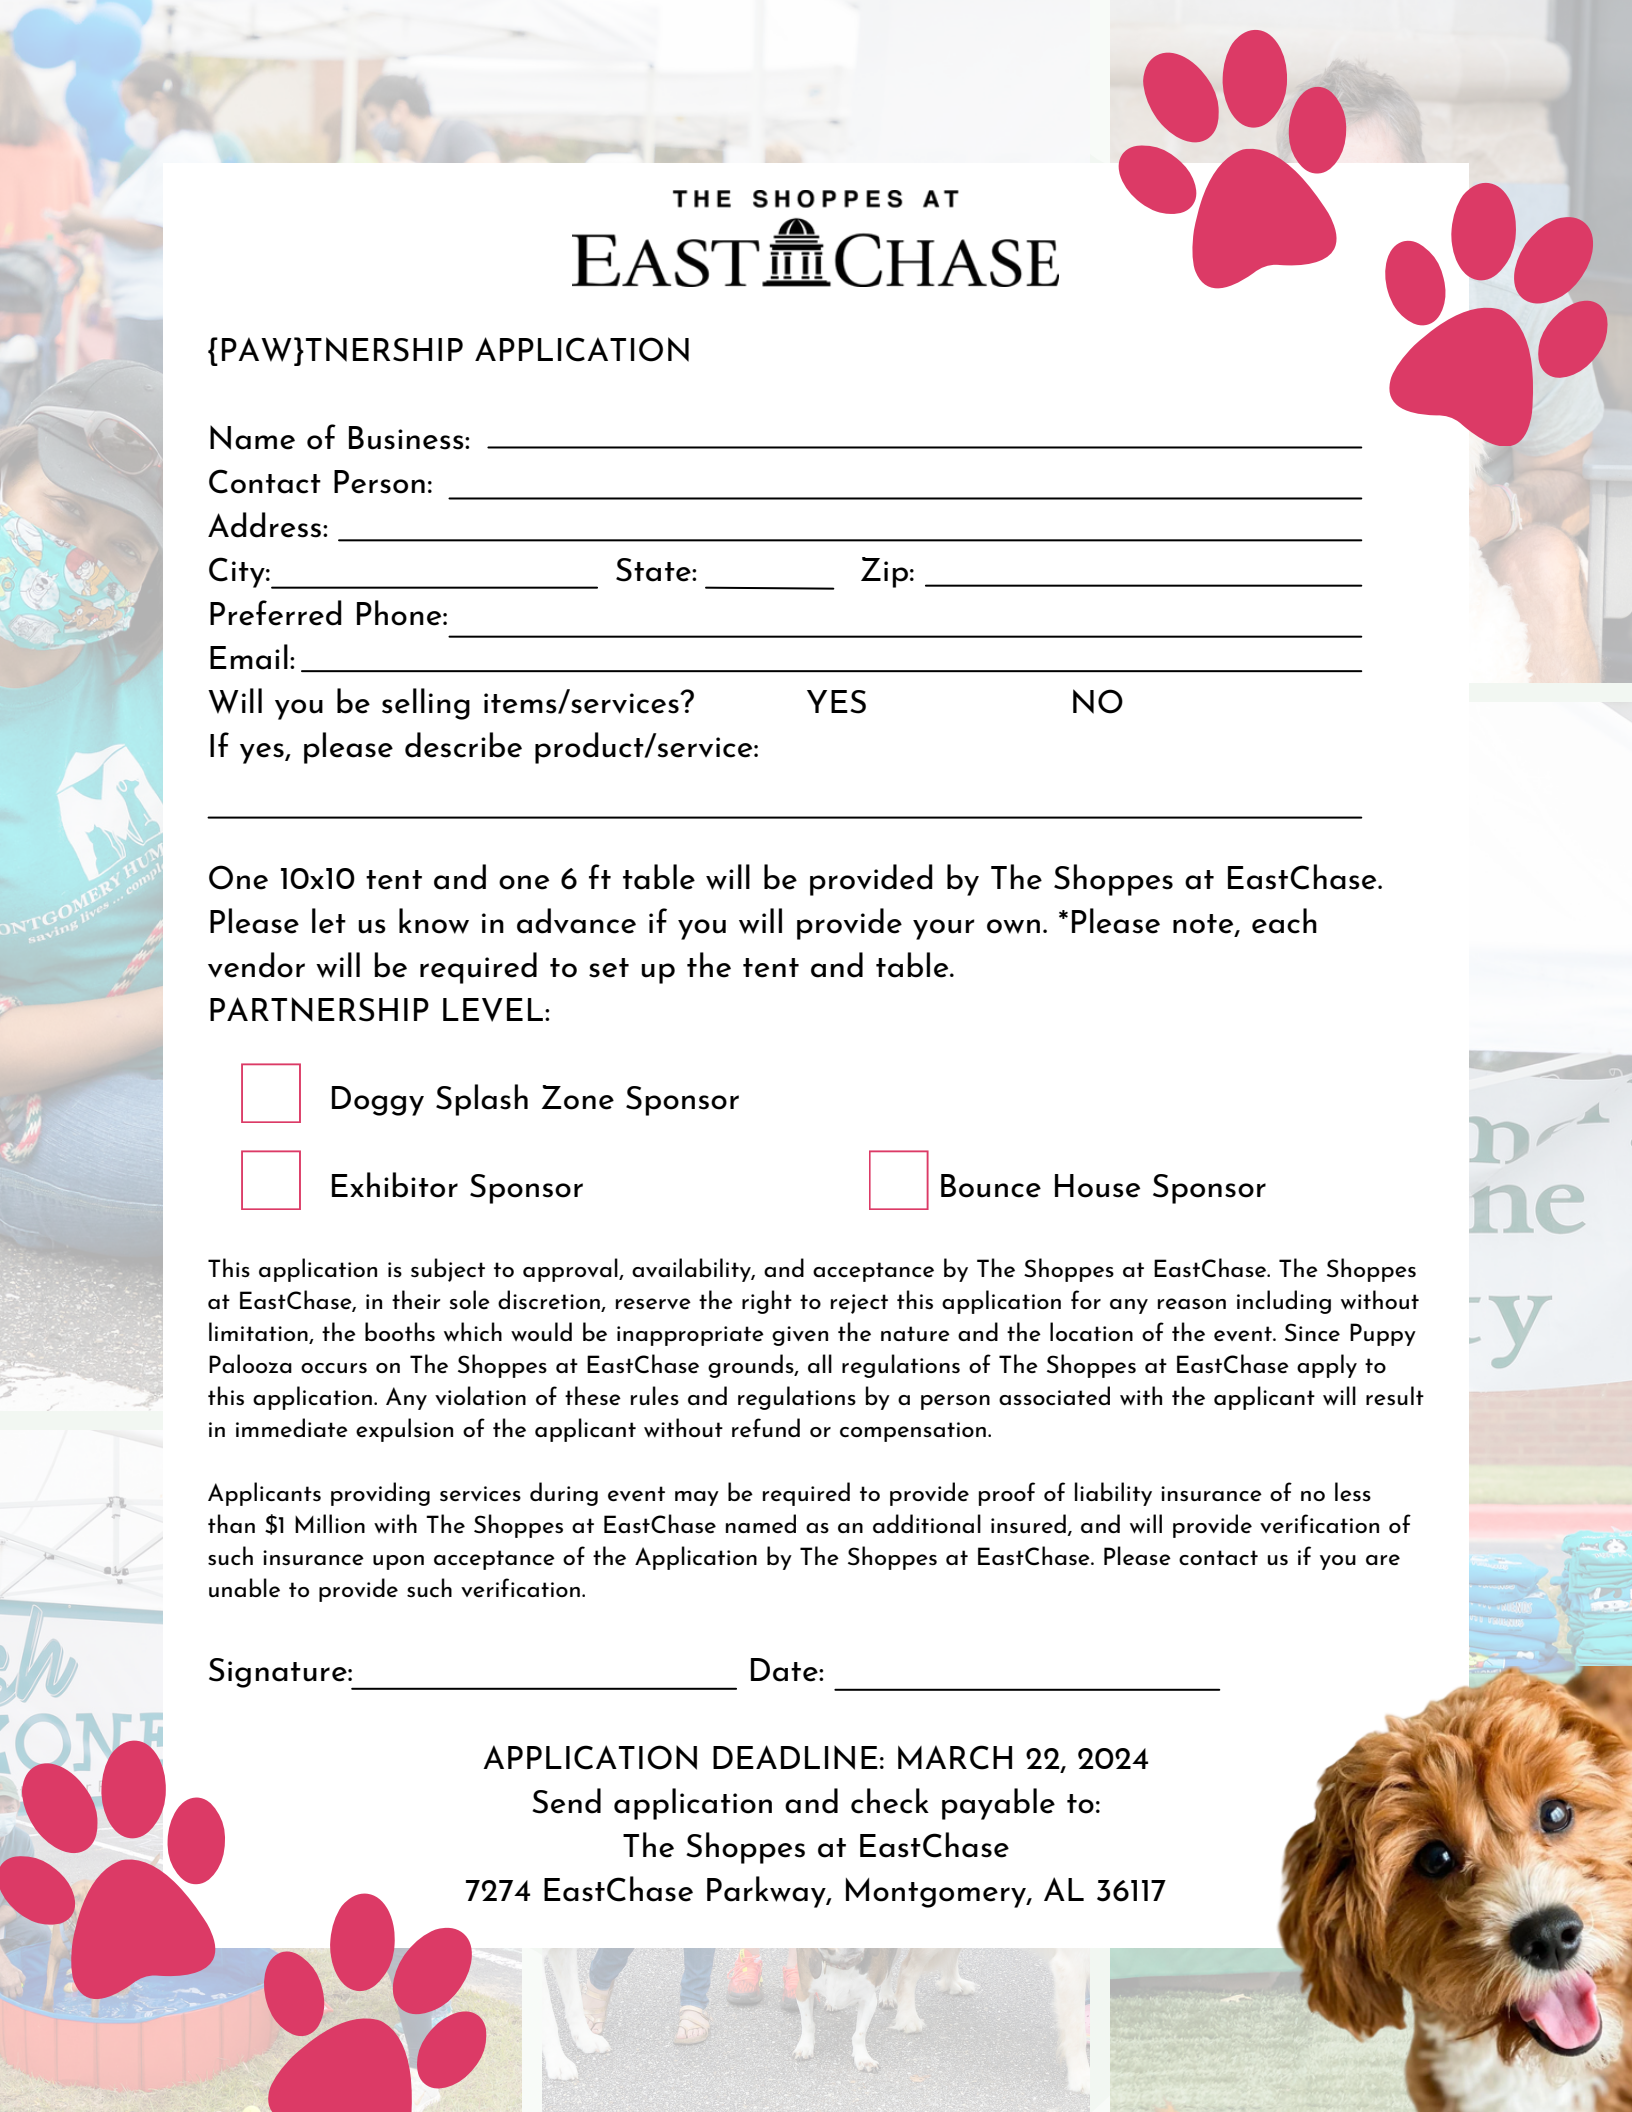 THE SHOPPES AT
EASTCHASE
{PAW}TNERSHIP APPLICATION
Name of Business:
Contact Person:
Address:
City: State: Zip:
Preferred Phone:
Email:
Will you be selling items/services? YES NO
If yes, please describe product/service:
One 10x10 tent and one 6 ft table will be provided by The Shoppes at EastChase.
Please let us know in advance if you will provide your own. *Please note, each
vendor will be required to set up the tent and table.
PARTNERSHIP LEVEL:
Doggy Splash Zone Sponsor
Exhibitor Sponsor Bounce House Sponsor
This application is subject to approval, availability, and acceptance by The Shoppes at EastChase. The Shoppes
at EastChase, in their sole discretion, reserve the right to reject this application for any reason including without
limitation, the booths which would be inappropriate given the nature and the location of the event. Since Puppy
Palooza occurs on The Shoppes at EastChase grounds, all regulations of The Shoppes at EastChase apply to
this application. Any violation of these rules and regulations by a person associated with the applicant will result
in immediate expulsion of the applicant without refund or compensation.
Applicants providing services during event may be required to provide proof of liability insurance of no less
than $1 Million with The Shoppes at EastChase named as an additional insured, and will provide verification of
such insurance upon acceptance of the Application by The Shoppes at EastChase. Please contact us if you are
unable to provide such verification.
Signature: Date:
APPLICATION DEADLINE: MARCH 22, 2024
Send application and check payable to:
The Shoppes at EastChase
7274 EastChase Parkway, Montgomery, AL 36117
ONTGOMERY HUM
saving lives ... compl
ZONE
ne
ty